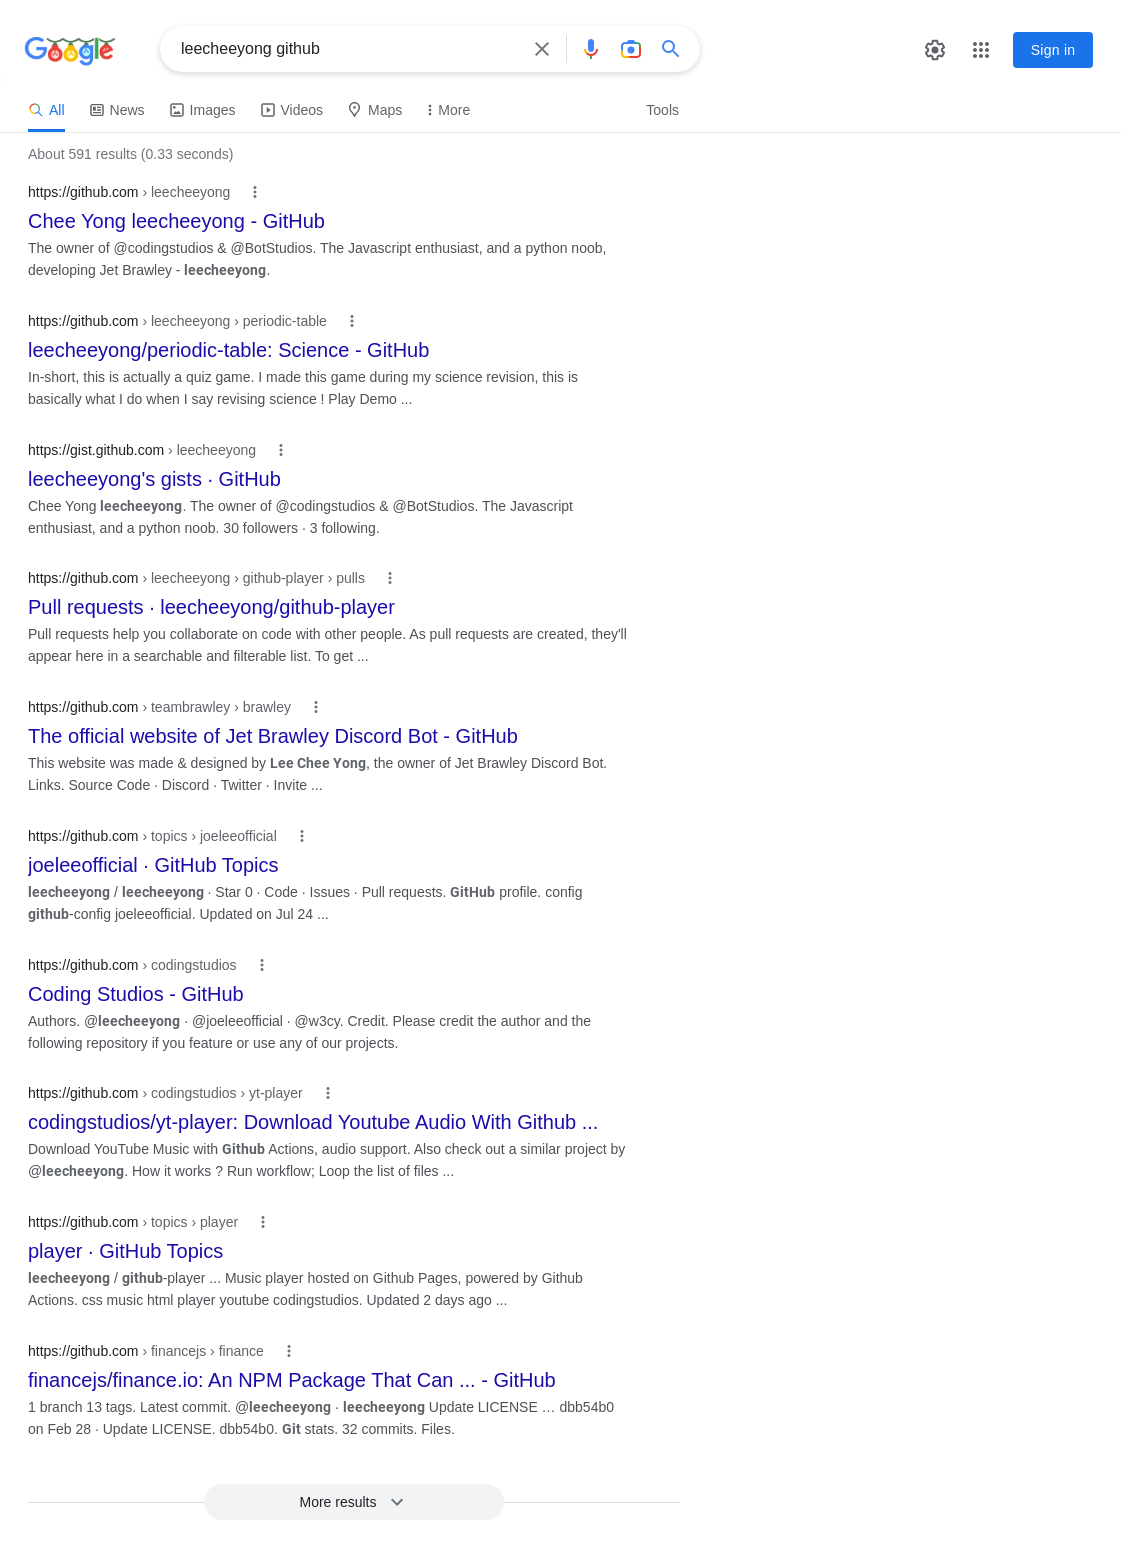 Google
leecheeyong github
Sign in
All News Images Videos Maps More Tools
About 591 results (0.33 seconds)
https://github.com › leecheeyong
Chee Yong leecheeyong - GitHub
The owner of @codingstudios & @BotStudios. The Javascript enthusiast, and a python noob,
developing Jet Brawley - leecheeyong.
https://github.com › leecheeyong › periodic-table
leecheeyong/periodic-table: Science - GitHub
In-short, this is actually a quiz game. I made this game during my science revision, this is
basically what I do when I say revising science ! Play Demo ...
https://gist.github.com › leecheeyong
leecheeyong's gists · GitHub
Chee Yong leecheeyong. The owner of @codingstudios & @BotStudios. The Javascript
enthusiast, and a python noob. 30 followers · 3 following.
https://github.com › leecheeyong › github-player › pulls
Pull requests · leecheeyong/github-player
Pull requests help you collaborate on code with other people. As pull requests are created, they'll
appear here in a searchable and filterable list. To get ...
https://github.com › teambrawley › brawley
The official website of Jet Brawley Discord Bot - GitHub
This website was made & designed by Lee Chee Yong, the owner of Jet Brawley Discord Bot.
Links. Source Code · Discord · Twitter · Invite ...
https://github.com › topics › joeleeofficial
joeleeofficial · GitHub Topics
leecheeyong / leecheeyong · Star 0 · Code · Issues · Pull requests. GitHub profile. config
github-config joeleeofficial. Updated on Jul 24 ...
https://github.com › codingstudios
Coding Studios - GitHub
Authors. @leecheeyong · @joeleeofficial · @w3cy. Credit. Please credit the author and the
following repository if you feature or use any of our projects.
https://github.com › codingstudios › yt-player
codingstudios/yt-player: Download Youtube Audio With Github ...
Download YouTube Music with Github Actions, audio support. Also check out a similar project by
@leecheeyong. How it works ? Run workflow; Loop the list of files ...
https://github.com › topics › player
player · GitHub Topics
leecheeyong / github-player ... Music player hosted on Github Pages, powered by Github
Actions. css music html player youtube codingstudios. Updated 2 days ago ...
https://github.com › financejs › finance
financejs/finance.io: An NPM Package That Can ... - GitHub
1 branch 13 tags. Latest commit. @leecheeyong · leecheeyong Update LICENSE … dbb54b0
on Feb 28 · Update LICENSE. dbb54b0. Git stats. 32 commits. Files.
More results